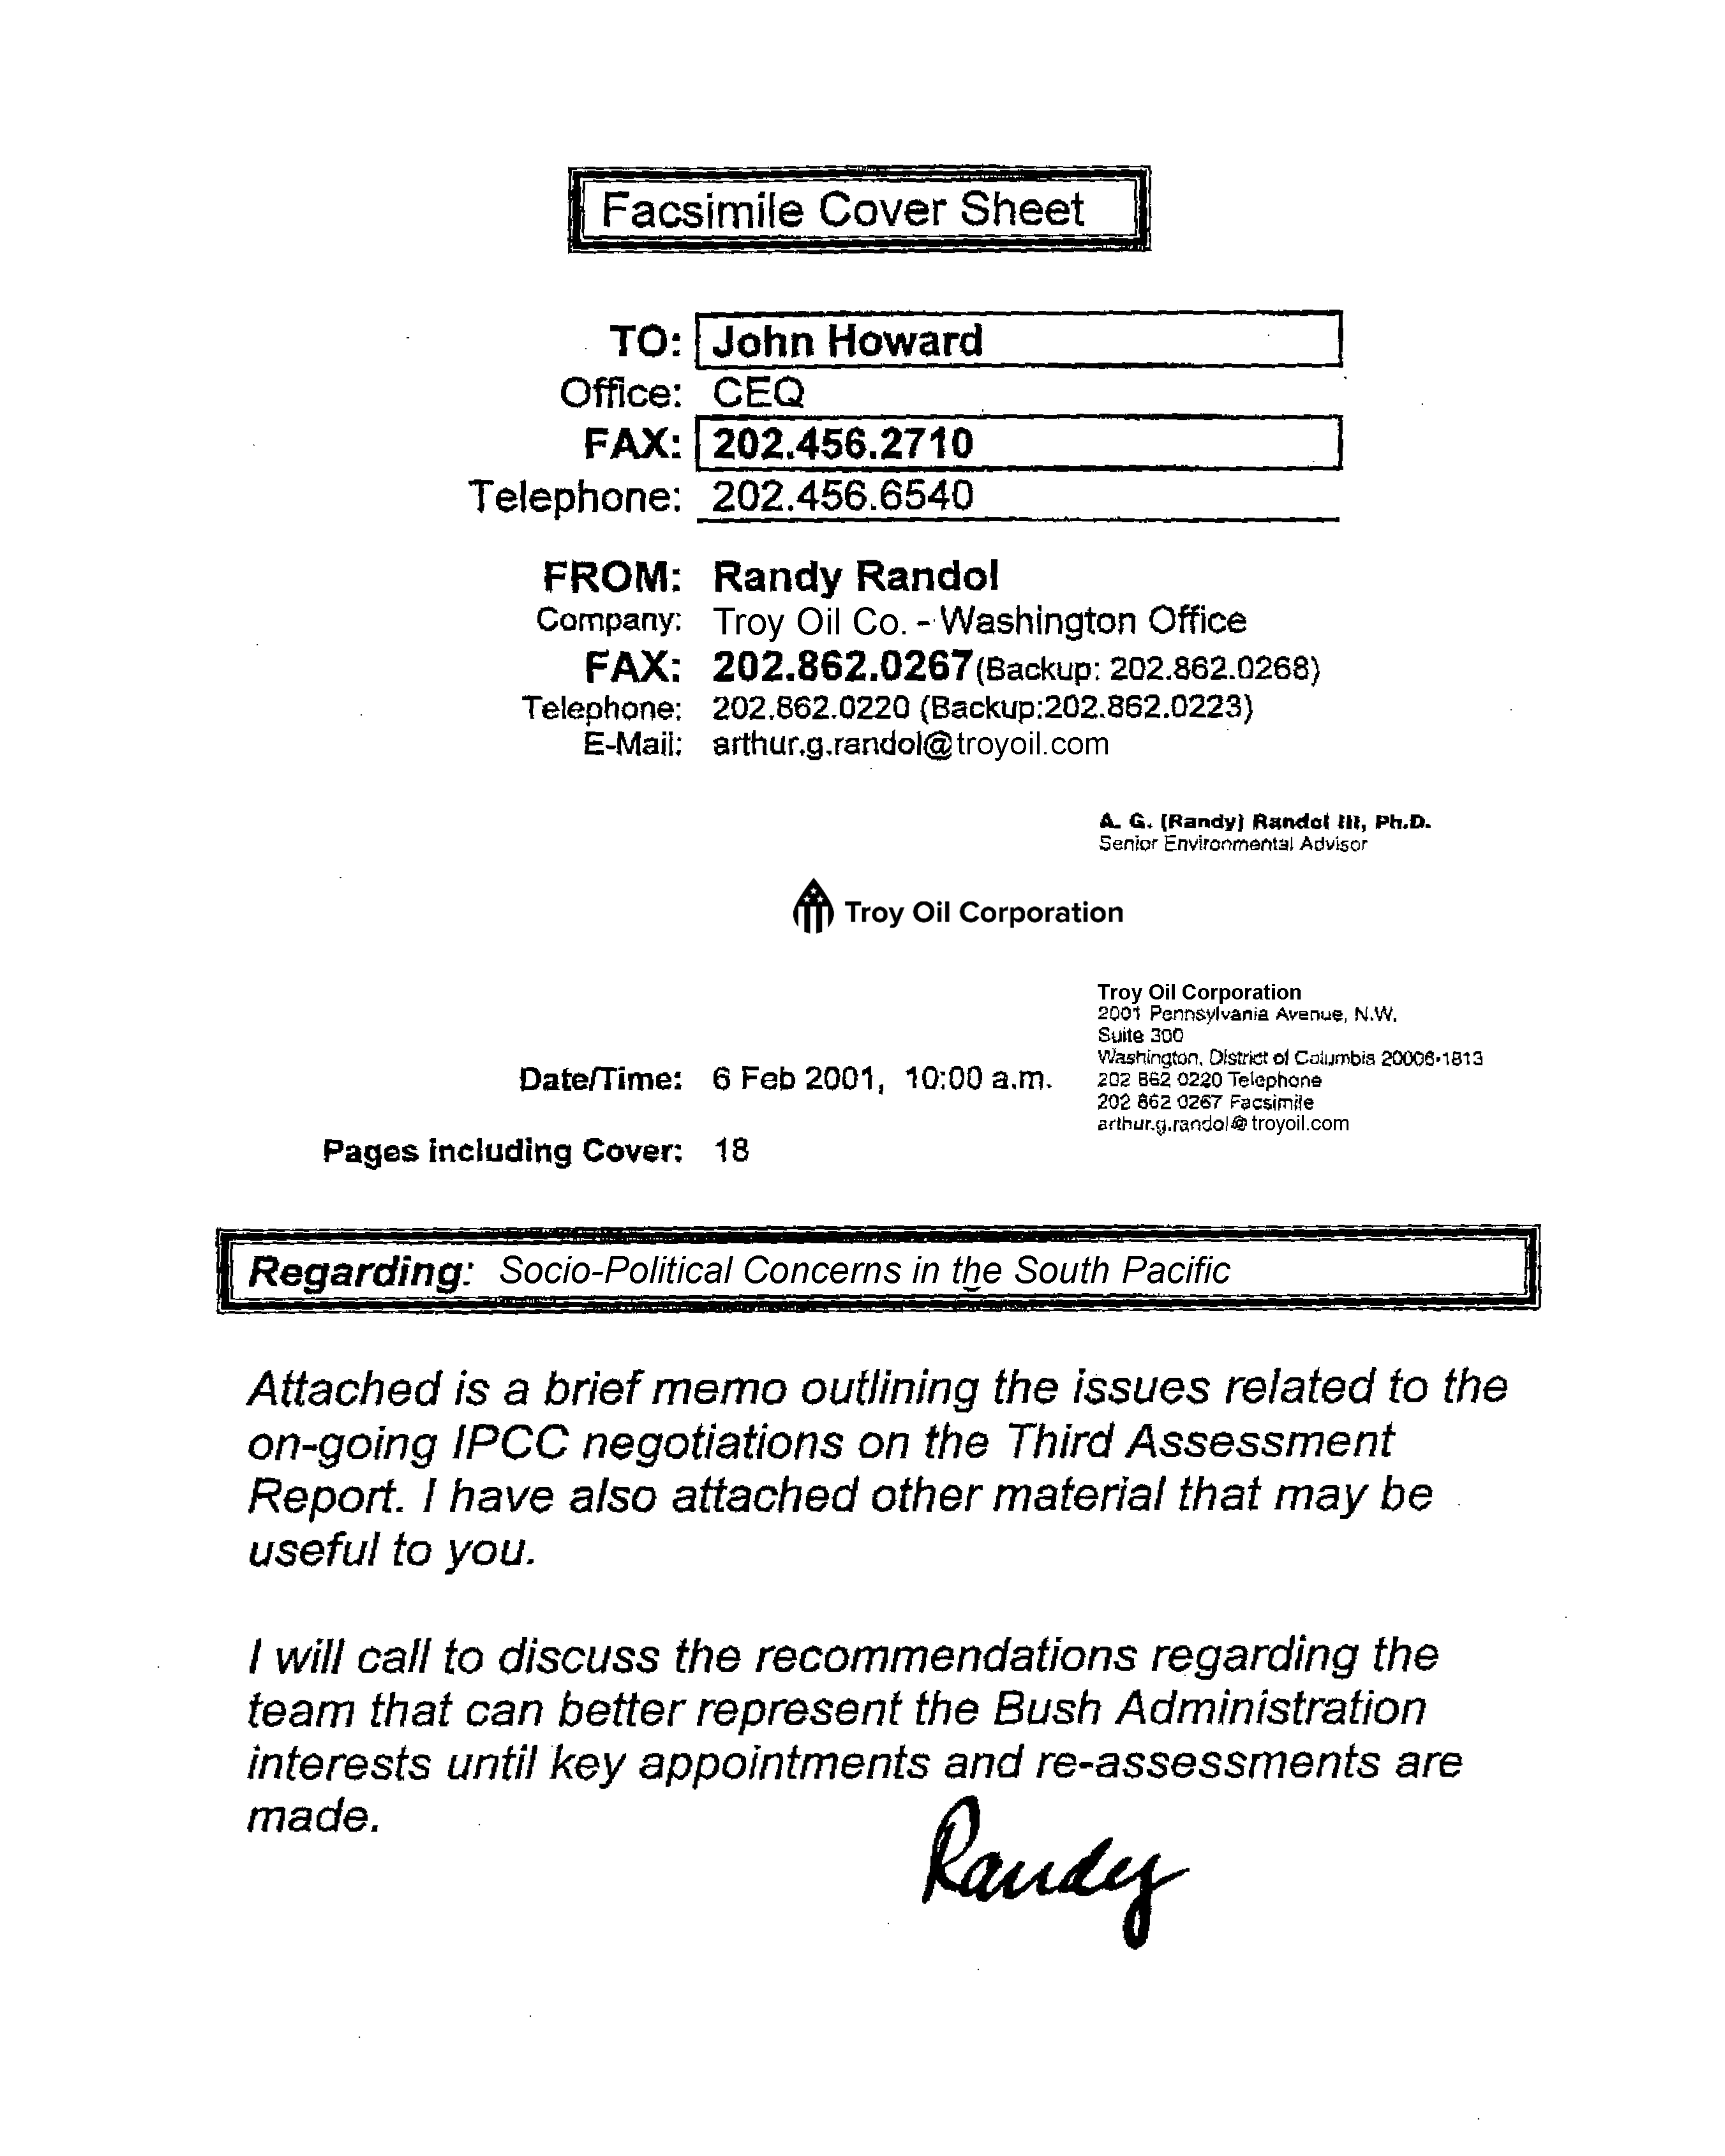 Facsimile Cover Sheet
TO: John Howard
Office: CEQ
FAX: 202.456.2710
Telephone: 202.456.6540
FROM: Randy Randol
Company: Troy Oil Co. - Washington Office
FAX: 202.862.0267 (Backup: 202.862.0268)
Telephone: 202.862.0220 (Backup:202.862.0223)
E-Mail: arthur.g.randol@troyoil.com
A. G. (Randy) Randol III, Ph.D.
Senior Environmental Advisor
Troy Oil Corporation
Troy Oil Corporation
2001 Pennsylvania Avenue, N.W.
Suite 300
Washington, District of Columbia 20006-1813
202 862 0220 Telephone
202 862 0267 Facsimile
arthur.g.randol@troyoil.com
Date/Time: 6 Feb 2001, 10:00 a.m.
Pages including Cover: 18
Regarding: Socio-Political Concerns in the South Pacific
Attached is a brief memo outlining the issues related to the
on-going IPCC negotiations on the Third Assessment
Report. I have also attached other material that may be
useful to you.
I will call to discuss the recommendations regarding the
team that can better represent the Bush Administration
interests until key appointments and re-assessments are
made.
Randy